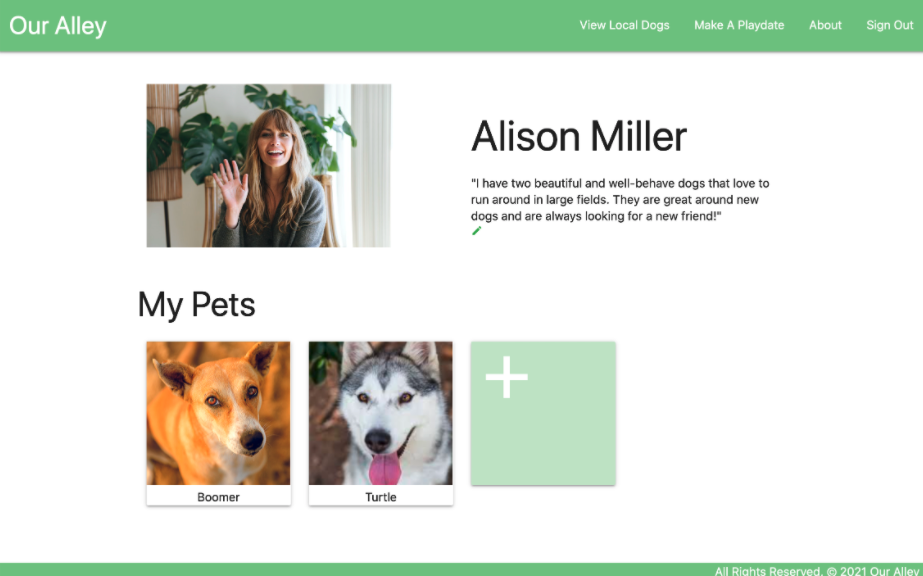 Our Alley
View Local Dogs
Make A Playdate
About
Sign Out
Alison Miller
"I have two beautiful and well-behave dogs that love to
run around in large fields. They are great around new
dogs and are always looking for a new friend!"
My Pets
Boomer
Turtle
All Rights Reserved. © 2021 Our Alley